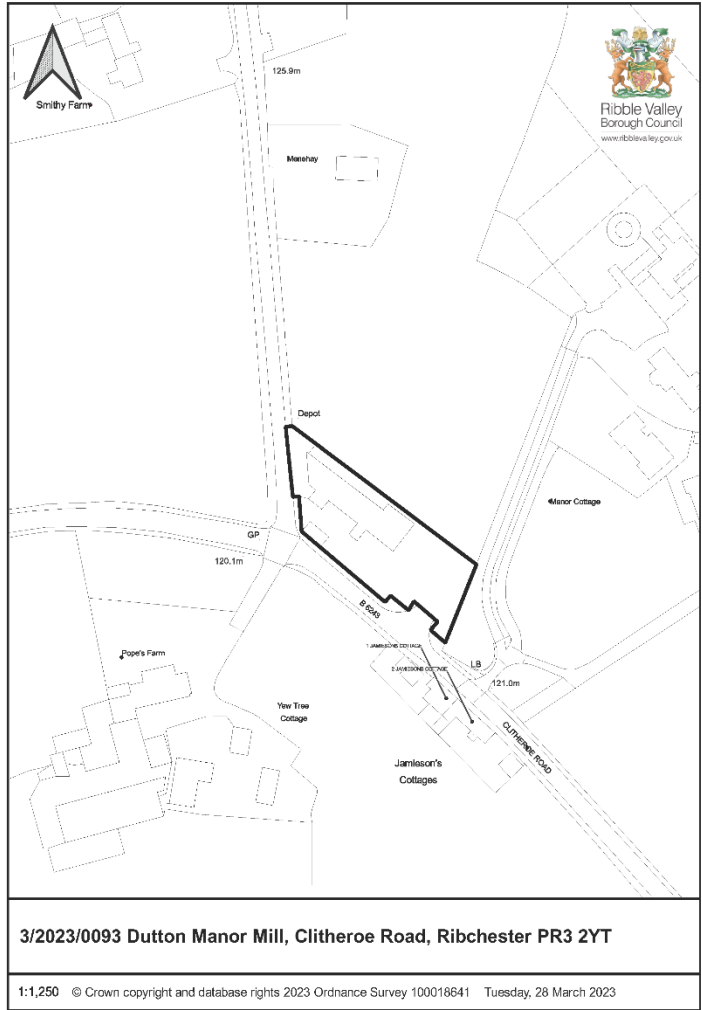 125.9m
Smithy Farm
Ribble Valley
Borough Council
www.ribblevalley.gov.uk
Menehay
Depot
Manor Cottage
GP
120.1m
B 6243
1 JAMIESONS COTTAGE
Pope's Farm
LB
2 JAMIESONS COTTAGE
121.0m
Yew Tree
Cottage
CLITHEROE ROAD
Jamieson's
Cottages
3/2023/0093 Dutton Manor Mill, Clitheroe Road, Ribchester PR3 2YT
1:1,250 © Crown copyright and database rights 2023 Ordnance Survey 100018641 Tuesday, 28 March 2023